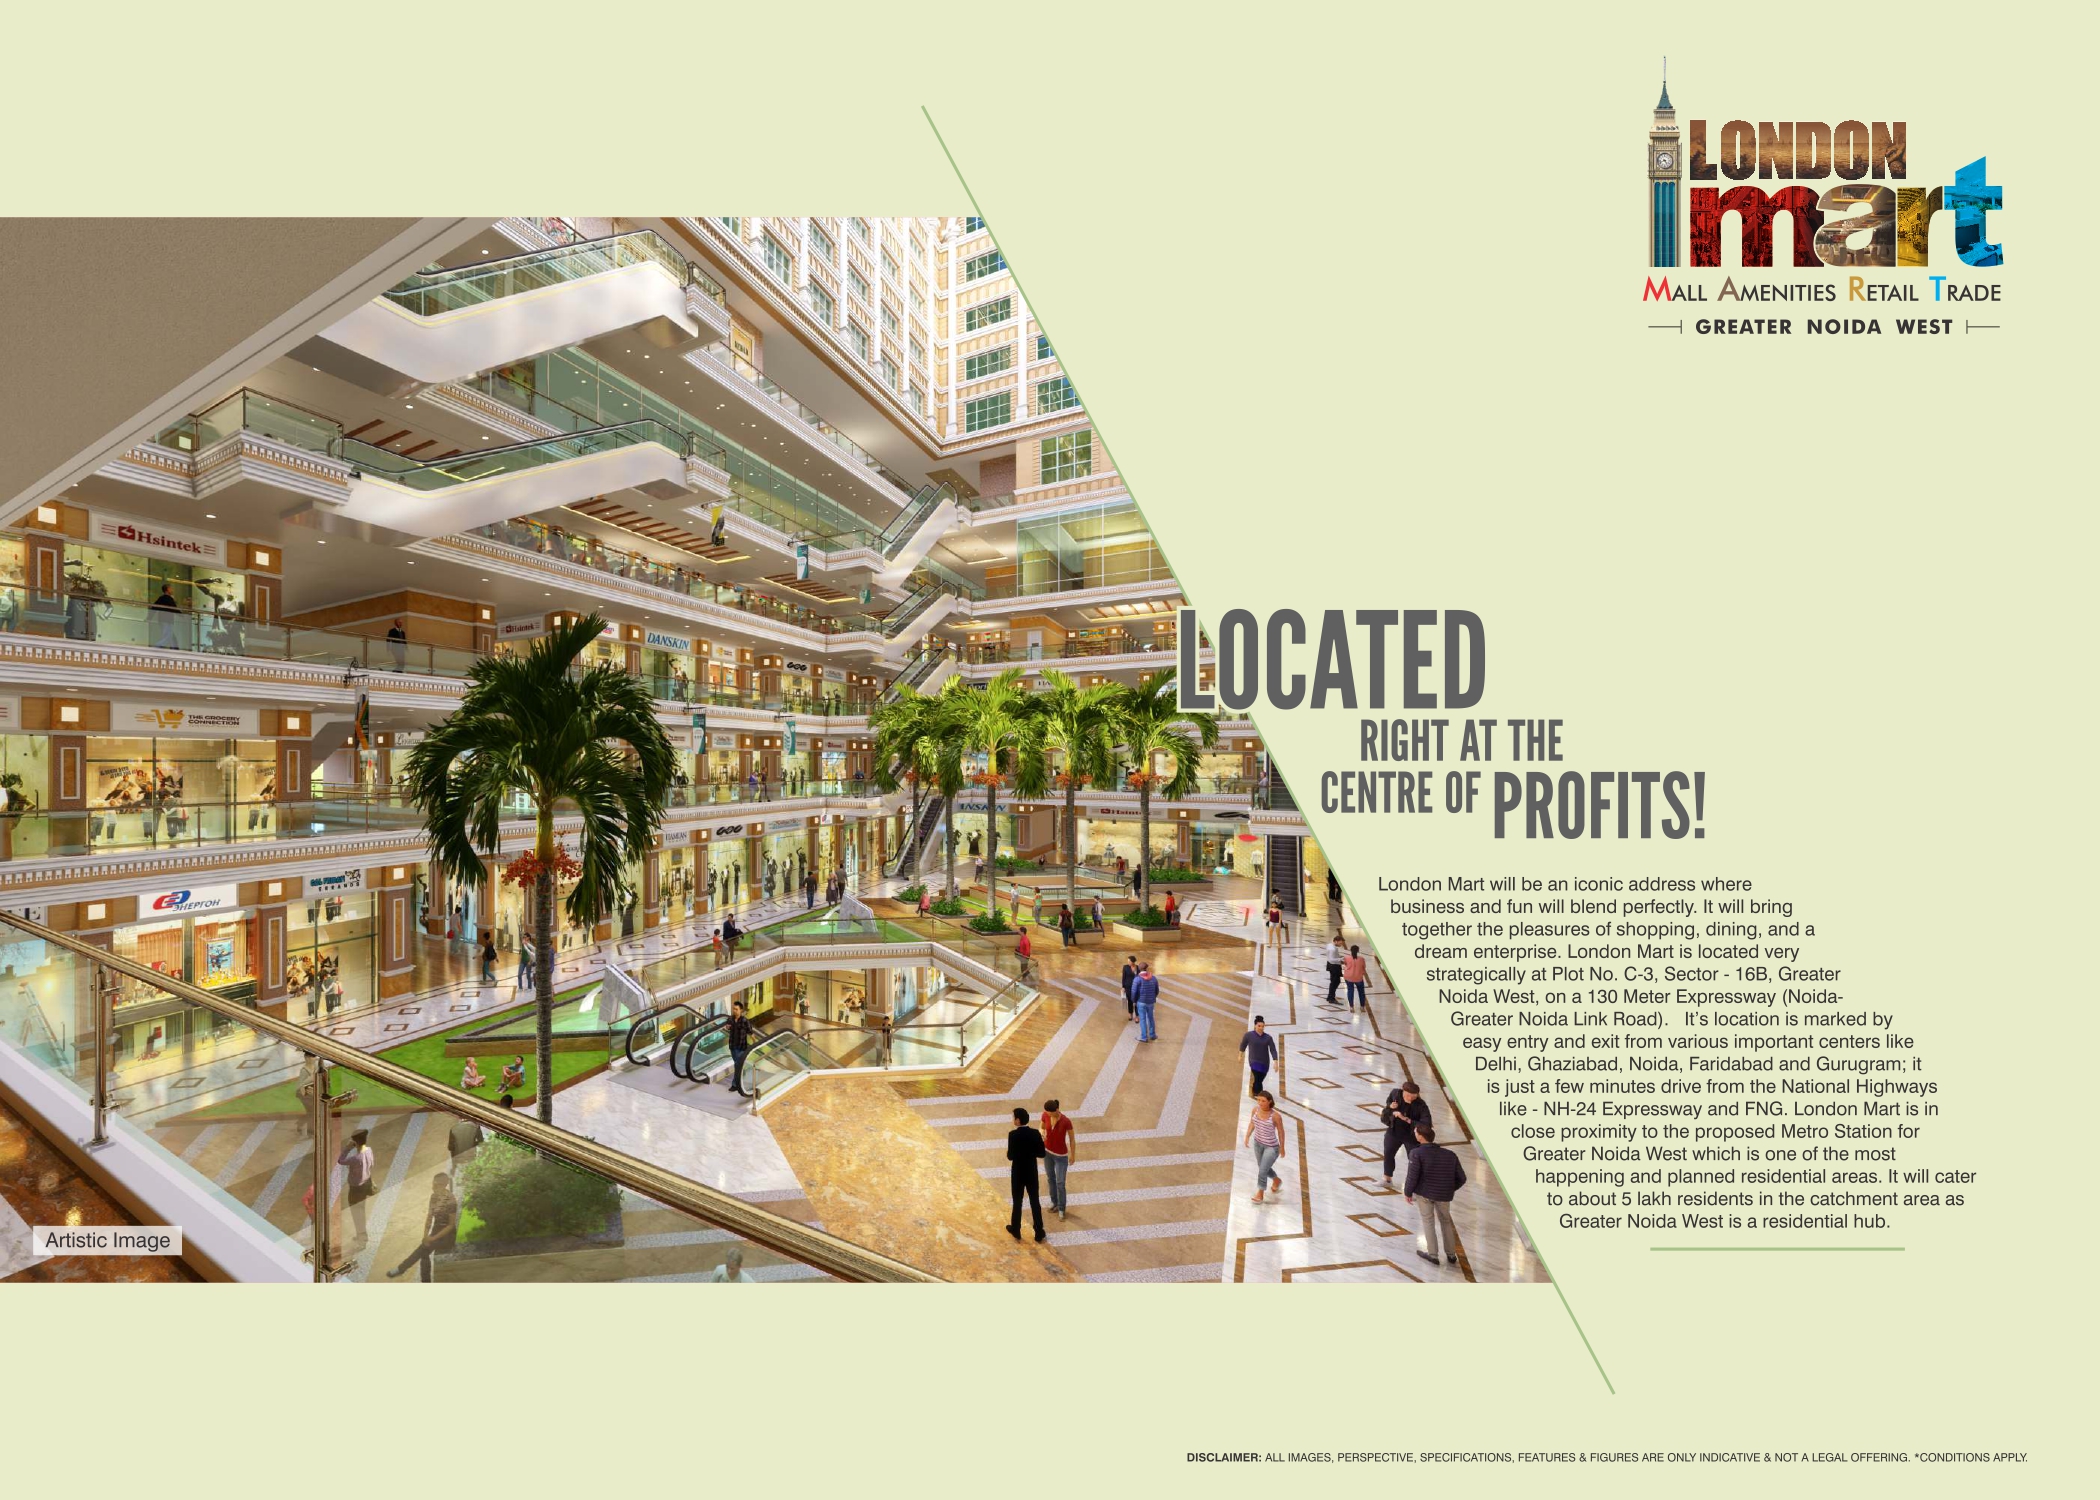 LONDON
mart
MALL AMENITIES RETAIL TRADE
GREATER NOIDA WEST
Hsintek
Hsintek
DANSKIN
THE GROCERY
CONNECTION
DANSKIN
Hsintek
ЭНЕРГОН
Artistic Image
LOCATED
RIGHT AT THE
CENTRE OF PROFITS!
London Mart will be an iconic address where
business and fun will blend perfectly. It will bring
together the pleasures of shopping, dining, and a
dream enterprise. London Mart is located very
strategically at Plot No. C-3, Sector - 16B, Greater
Noida West, on a 130 Meter Expressway (Noida-
Greater Noida Link Road).   It's location is marked by
easy entry and exit from various important centers like
Delhi, Ghaziabad, Noida, Faridabad and Gurugram; it
is just a few minutes drive from the National Highways
like - NH-24 Expressway and FNG. London Mart is in
close proximity to the proposed Metro Station for
Greater Noida West which is one of the most
happening and planned residential areas. It will cater
to about 5 lakh residents in the catchment area as
Greater Noida West is a residential hub.
DISCLAIMER: ALL IMAGES, PERSPECTIVE, SPECIFICATIONS, FEATURES & FIGURES ARE ONLY INDICATIVE & NOT A LEGAL OFFERING. *CONDITIONS APPLY.